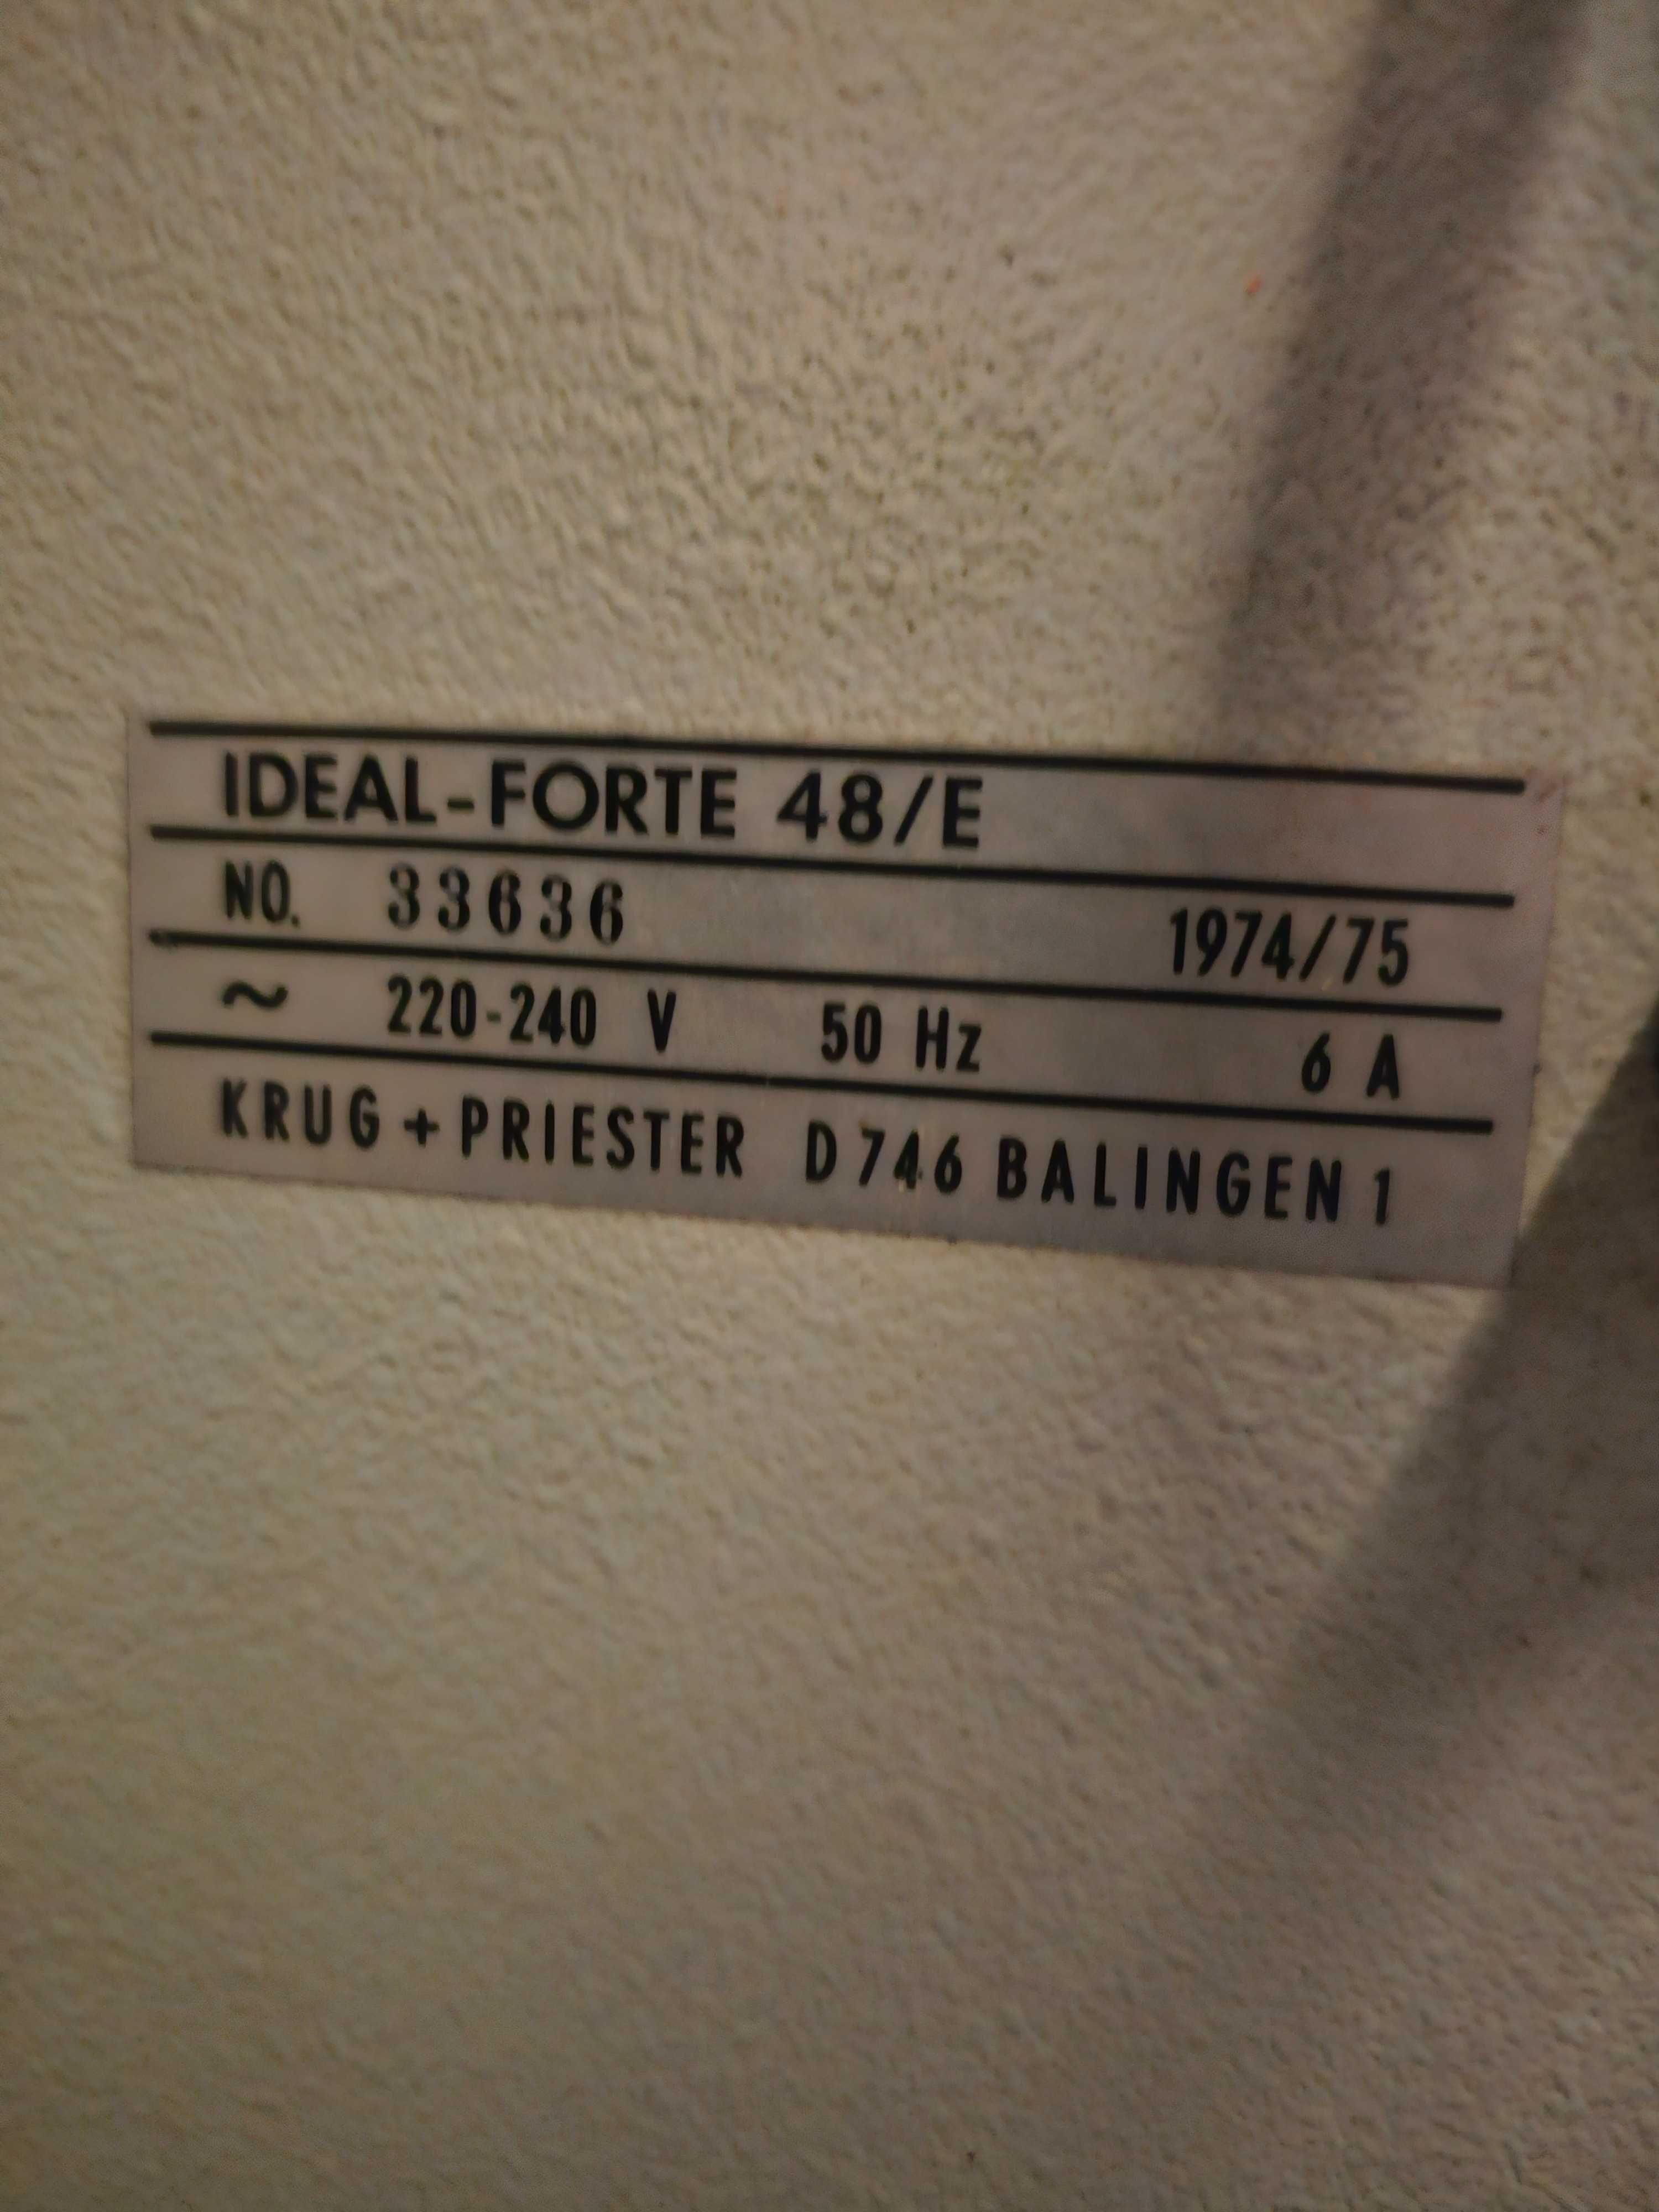 IDEAL-FORTE 48/E
NO. 33636 1974/75
~ 220-240 V 50 Hz 6 A
KRUG + PRIESTER D 746 BALINGEN 1